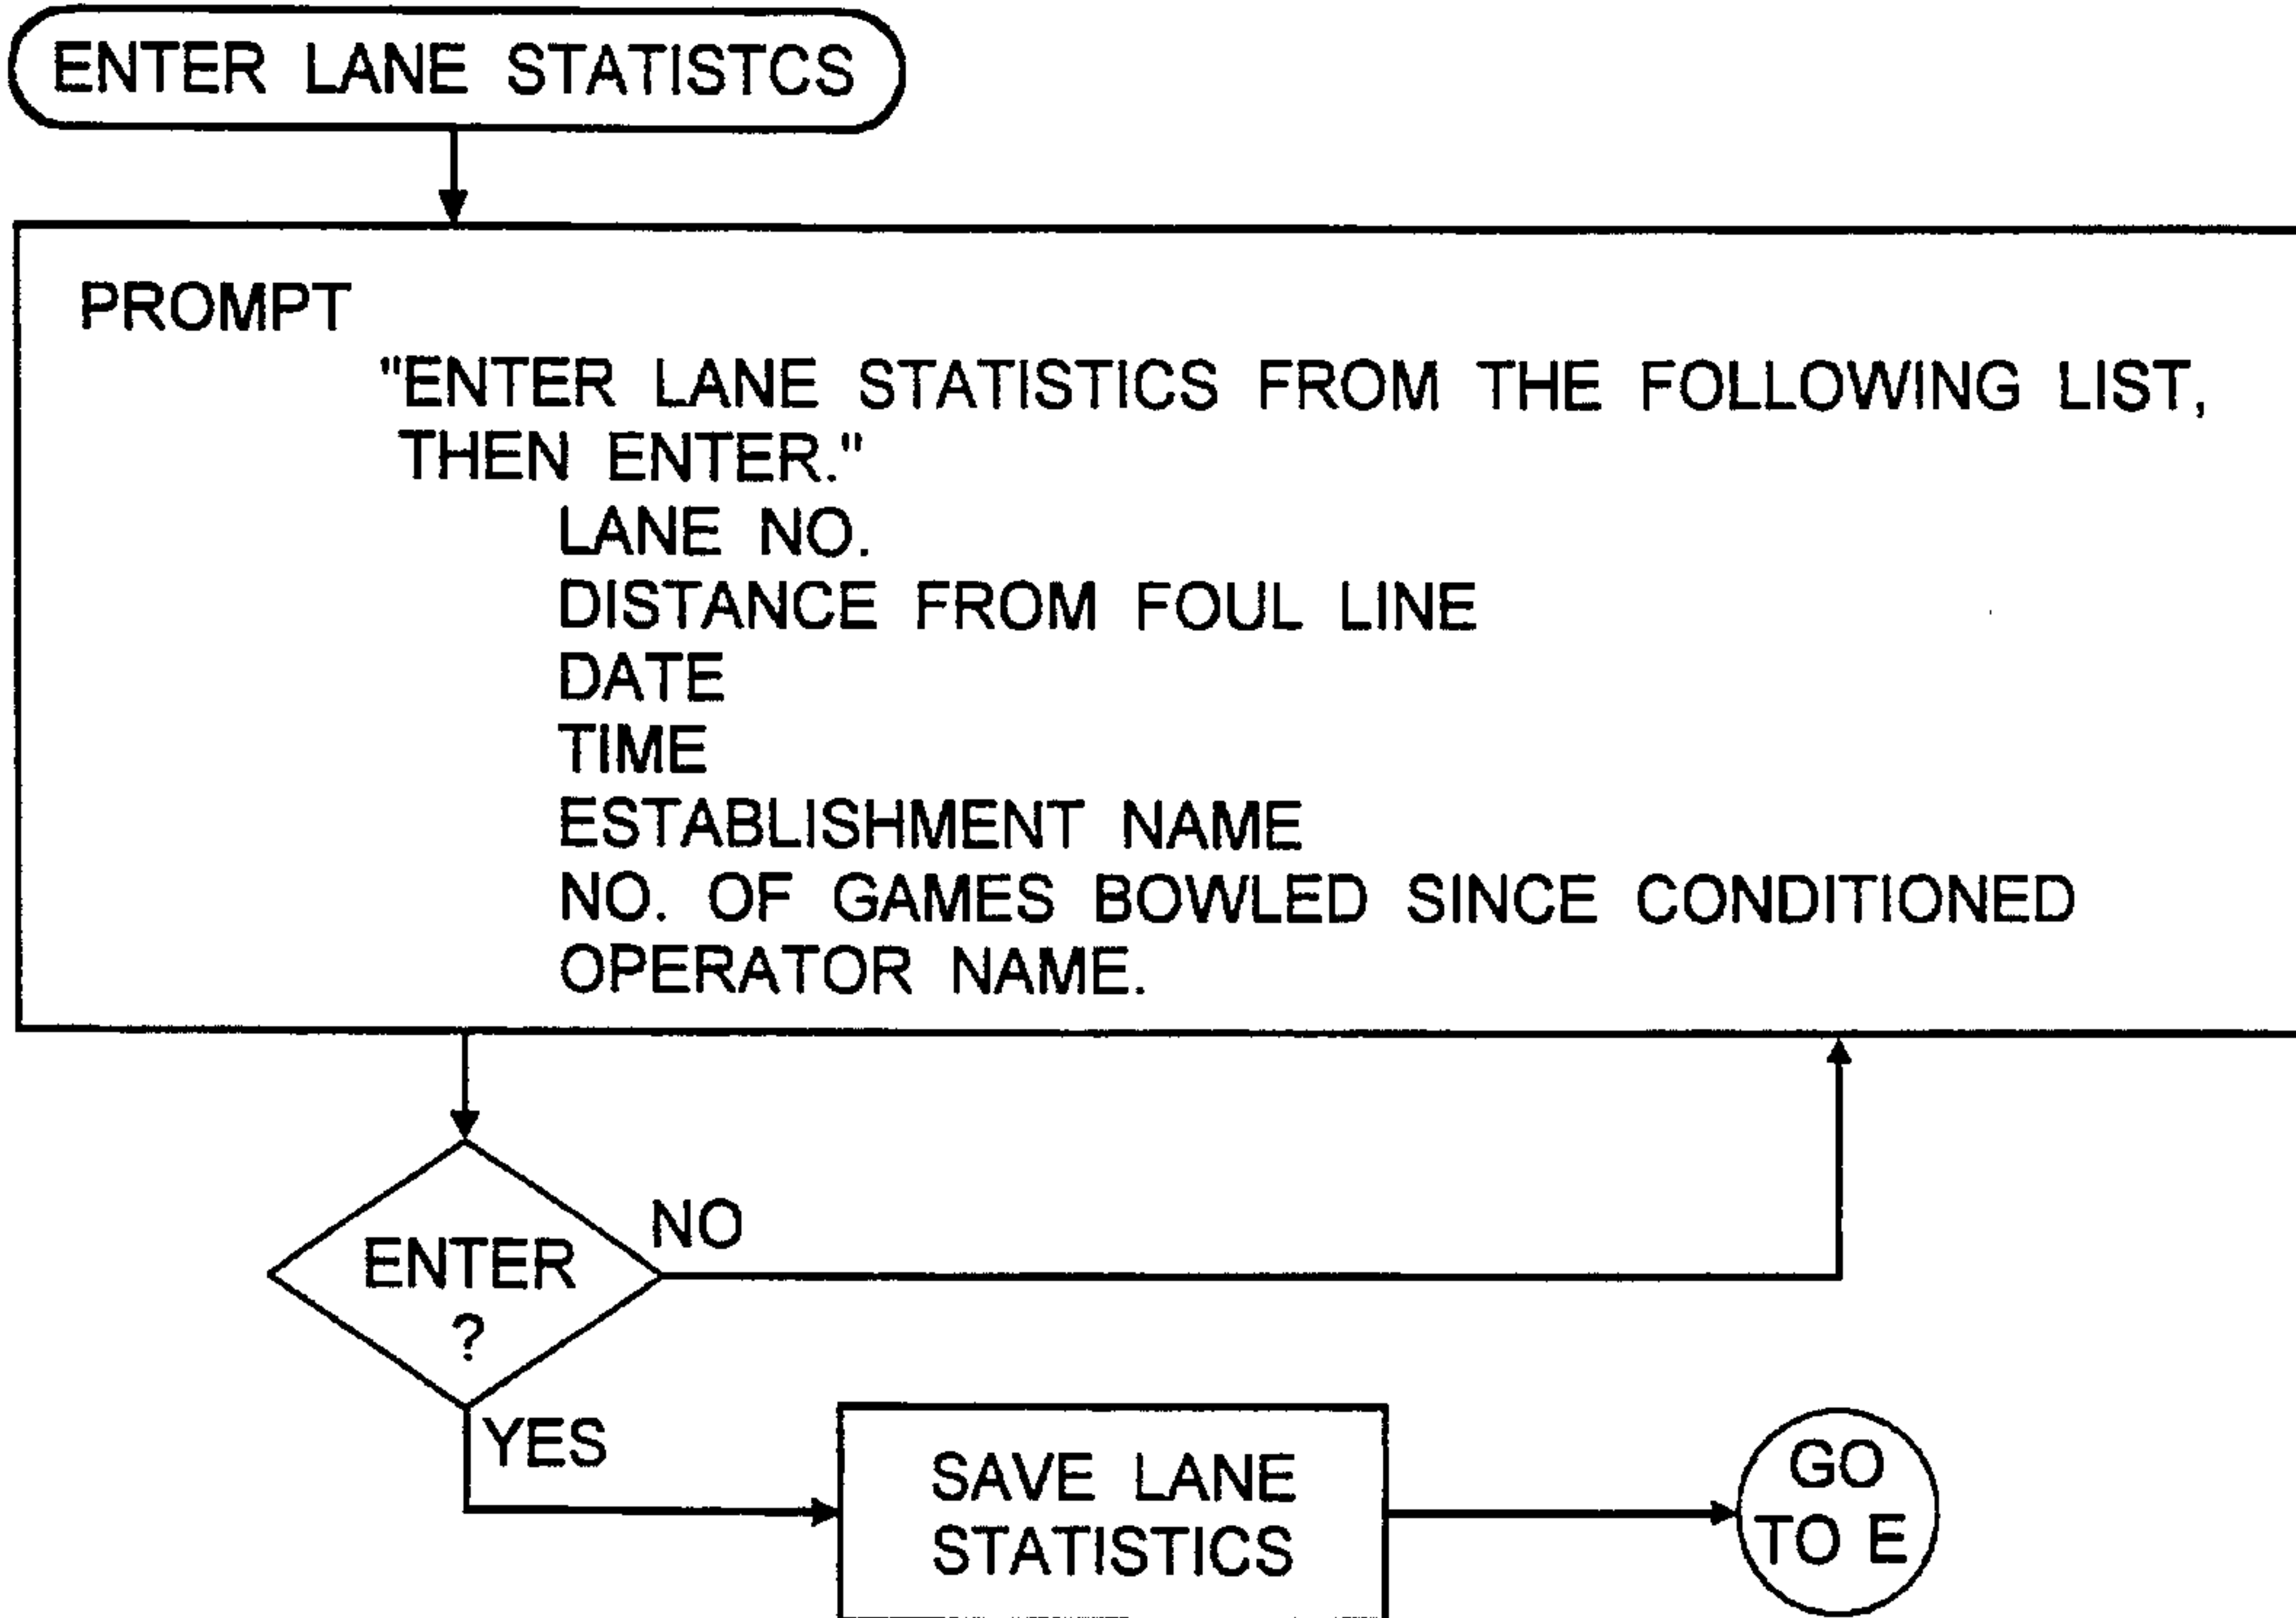 ENTER LANE STATISTCS
PROMPT
"ENTER LANE STATISTICS FROM THE FOLLOWING LIST,
THEN ENTER."
LANE NO.
DISTANCE FROM FOUL LINE
DATE
TIME
ESTABLISHMENT NAME
NO. OF GAMES BOWLED SINCE CONDITIONED
OPERATOR NAME.
ENTER
?
NO
YES
SAVE LANE
STATISTICS
GO
TO E